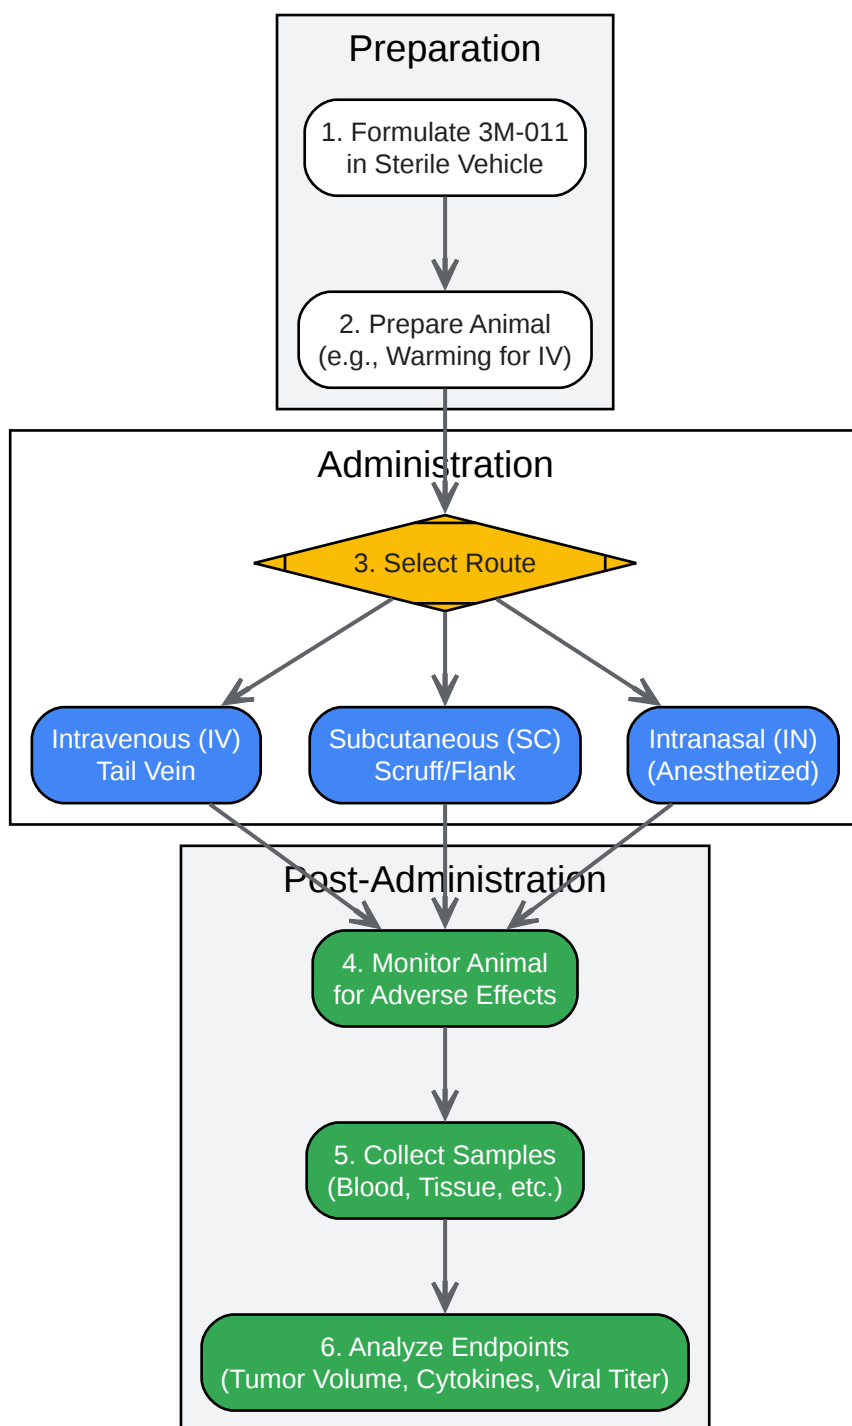 Preparation
1. Formulate 3M-011
in Sterile Vehicle
2. Prepare Animal
(e.g., Warming for IV)
Administration
3. Select Route
Intravenous (IV)
Tail Vein
Subcutaneous (SC)
Scruff/Flank
Intranasal (IN)
(Anesthetized)
Post-Administration
4. Monitor Animal
for Adverse Effects
5. Collect Samples
(Blood, Tissue, etc.)
6. Analyze Endpoints
(Tumor Volume, Cytokines, Viral Titer)